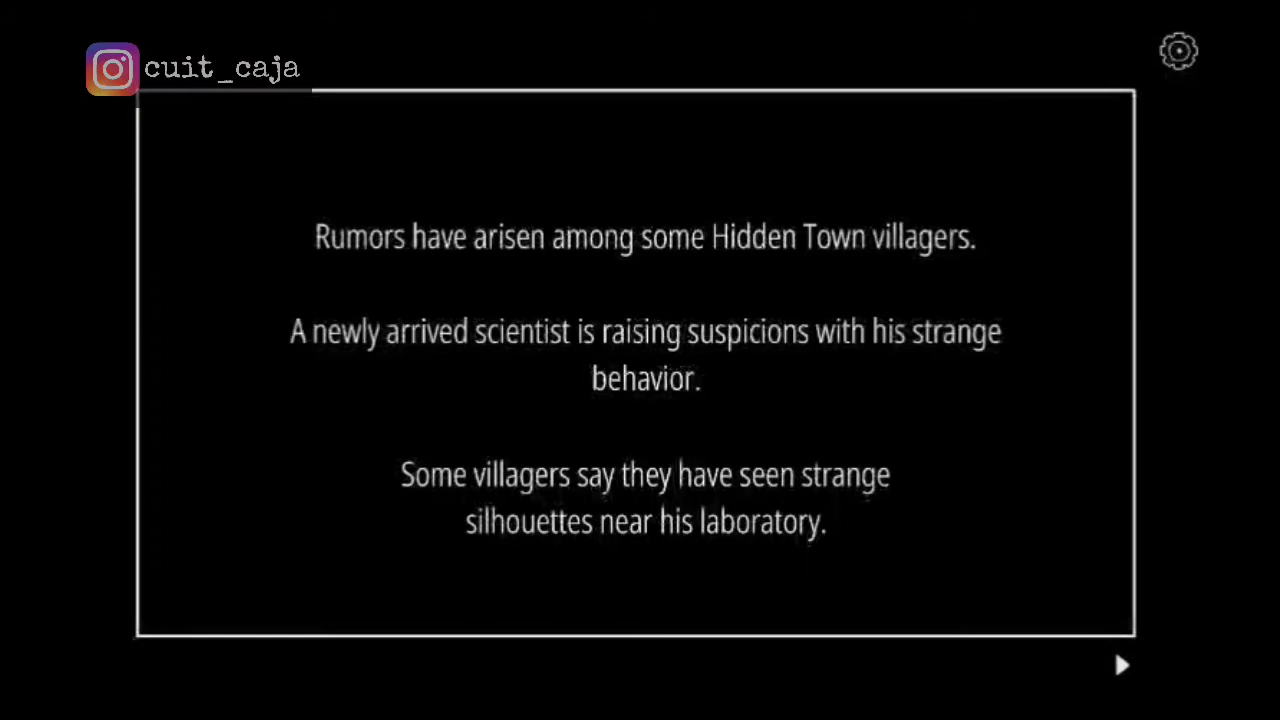 cuit_caja
Rumors have arisen among some Hidden Town villagers.
A newly arrived scientist is raising suspicions with his strange
behavior.
Some villagers say they have seen strange
silhouettes near his laboratory.